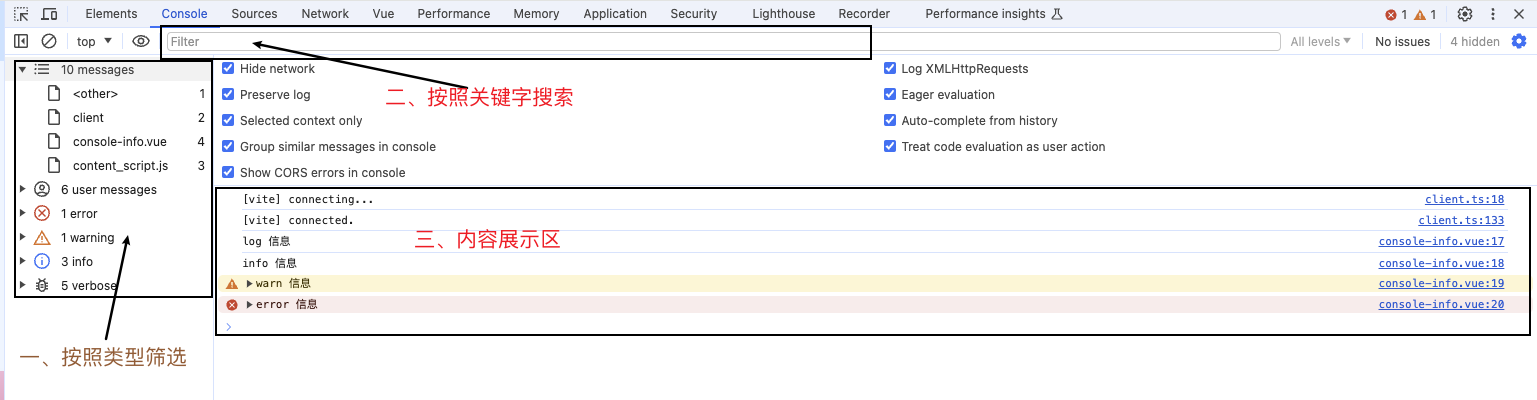 Elements Console Sources Network Vue Performance Memory Application Security Lighthouse Recorder Performance insights 1 1
top Filter All levels No issues 4 hidden
10 messages
<other> 1
client 2
console-info.vue 4
content_script.js 3
6 user messages
1 error
1 warning
3 info
5 verbose
一、按照类型筛选
Hide network Log XMLHttpRequests
Preserve log Eager evaluation
二、按照关键字搜索
Selected context only Auto-complete from history
Group similar messages in console Treat code evaluation as user action
Show CORS errors in console
[vite] connecting... client.ts:18
[vite] connected. client.ts:133
log 信息 console-info.vue:17
三、内容展示区
info 信息 console-info.vue:18
warn 信息 console-info.vue:19
error 信息 console-info.vue:20